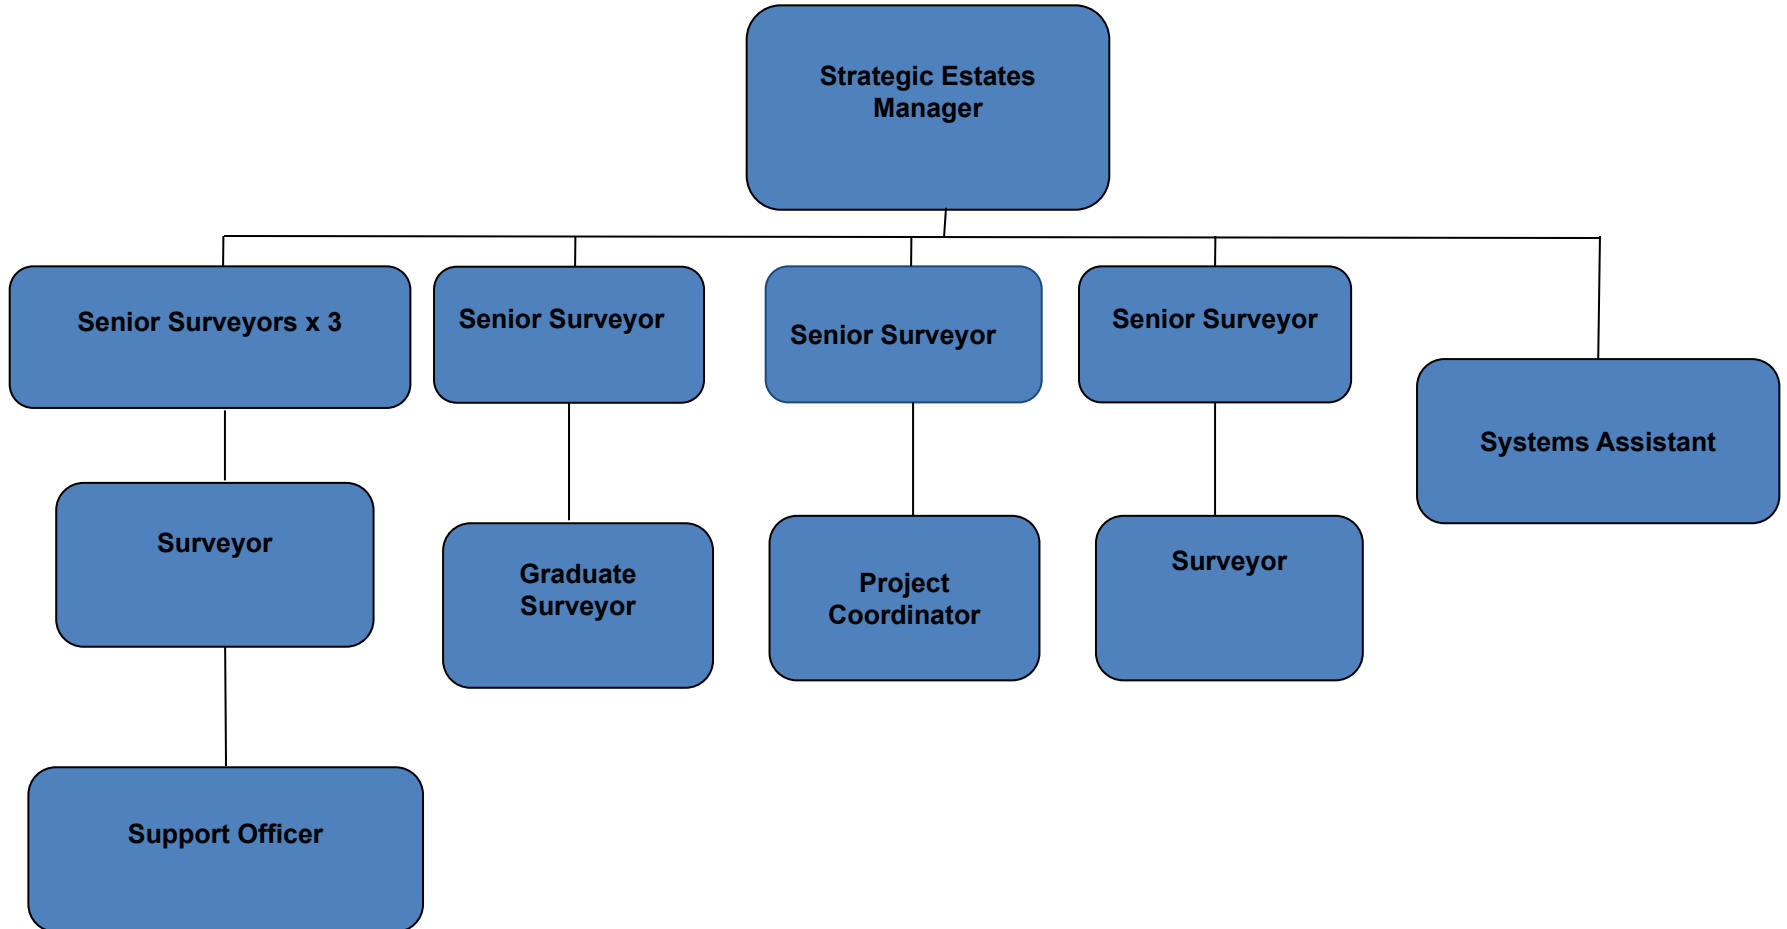 Strategic Estates
Manager
Senior Surveyors x 3
Senior Surveyor
Senior Surveyor
Senior Surveyor
Systems Assistant
Surveyor
Graduate
Surveyor
Project
Coordinator
Surveyor
Support Officer